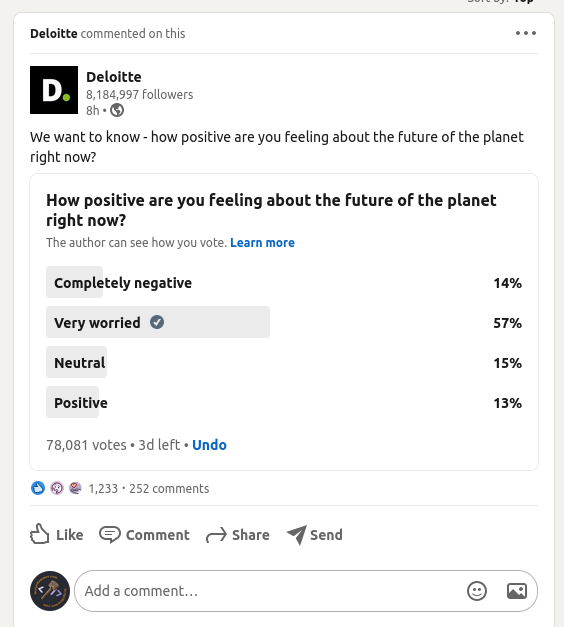 Deloitte commented on this
D.
Deloitte
8,184,997 followers
8h •
We want to know - how positive are you feeling about the future of the planet
right now?
How positive are you feeling about the future of the planet
right now?
The author can see how you vote. Learn more
Completely negative 14%
Very worried 57%
Neutral 15%
Positive 13%
78,081 votes • 3d left • Undo
1,233 · 252 comments
Like Comment Share Send
Add a comment...